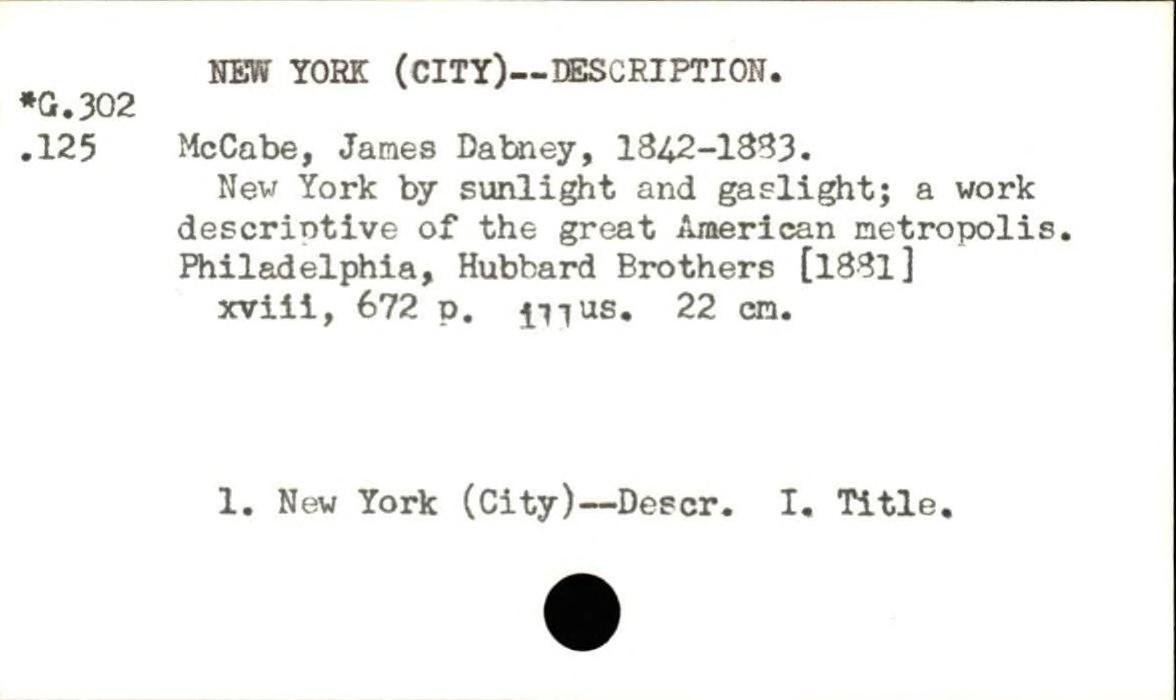 NEW YORK (CITY)--DESCRIPTION.
*G.302
.125 McCabe, James Dabney, 1842-1883.
New York by sunlight and gaslight; a work
descriptive of the great American metropolis.
Philadelphia, Hubbard Brothers [1881]
xviii, 672 p. illus. 22 cm.
1. New York (City)--Descr. I. Title.